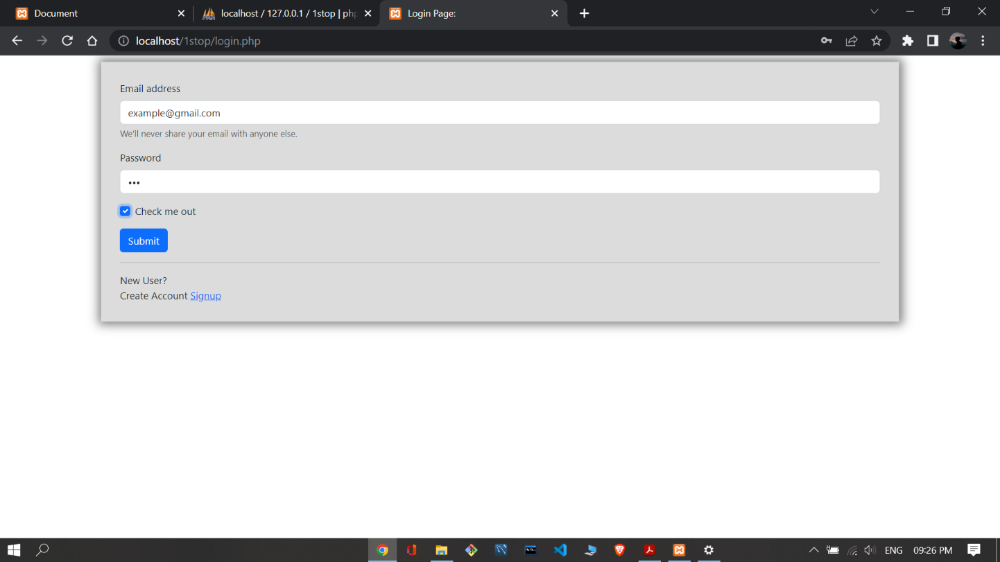 Document
localhost / 127.0.0.1 / 1stop | php
Login Page:
localhost/1stop/login.php
Email address
example@gmail.com
We'll never share your email with anyone else.
Password
•••
Check me out
Submit
New User?
Create Account Signup
ENG
09:26 PM